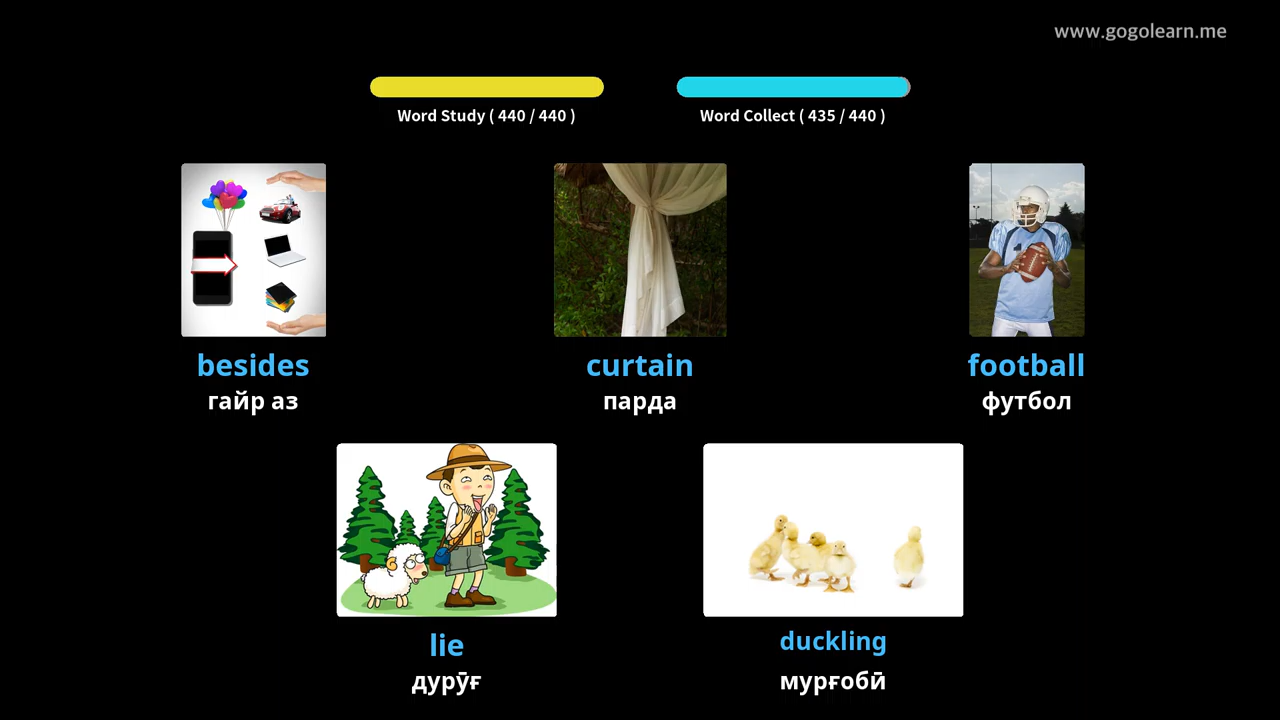 www.gogolearn.me
Word Study ( 440 / 440 )
Word Collect ( 435 / 440 )
besides
гайр аз
curtain
парда
football
футбол
lie
дурӯғ
duckling
мурғобӣ